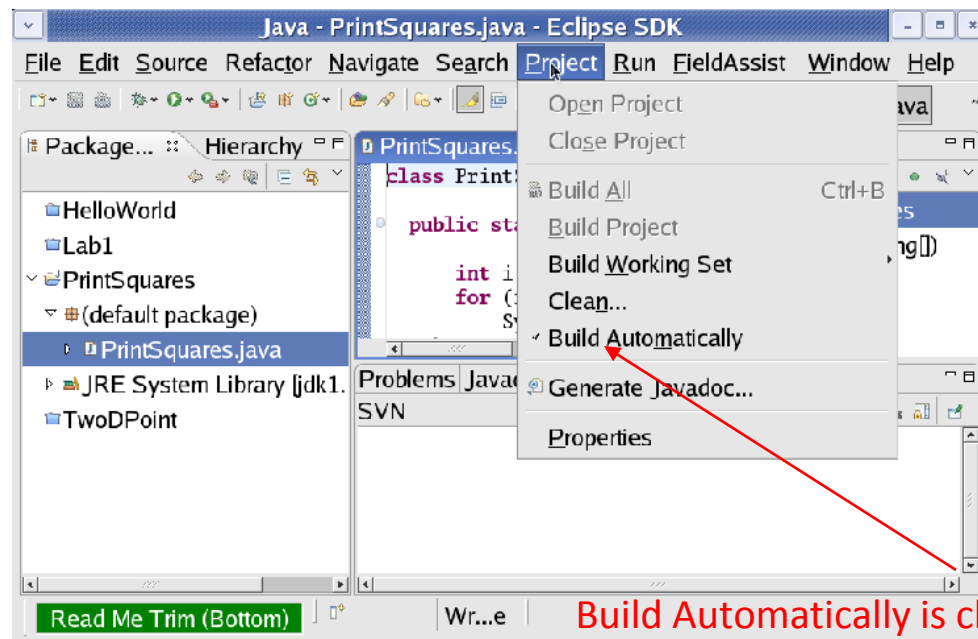 Java - PrintSquares.java - Eclipse SDK
File Edit Source Refactor Navigate Search Project Run FieldAssist Window Help
ava
Package... Hierarchy
PrintSquares.
Open Project
Close Project
Build All Ctrl+B
Build Project
Build Working Set
Clean...
Build Automatically
Generate Javadoc...
Properties
HelloWorld
Lab1
PrintSquares
(default package)
PrintSquares.java
JRE System Library [jdk1.
TwoDPoint
class PrintS
public sta
int i
for (
Sy
es
ng[])
Problems Javad
SVN
Read Me Trim (Bottom)
Wr...e
Build Automatically is c